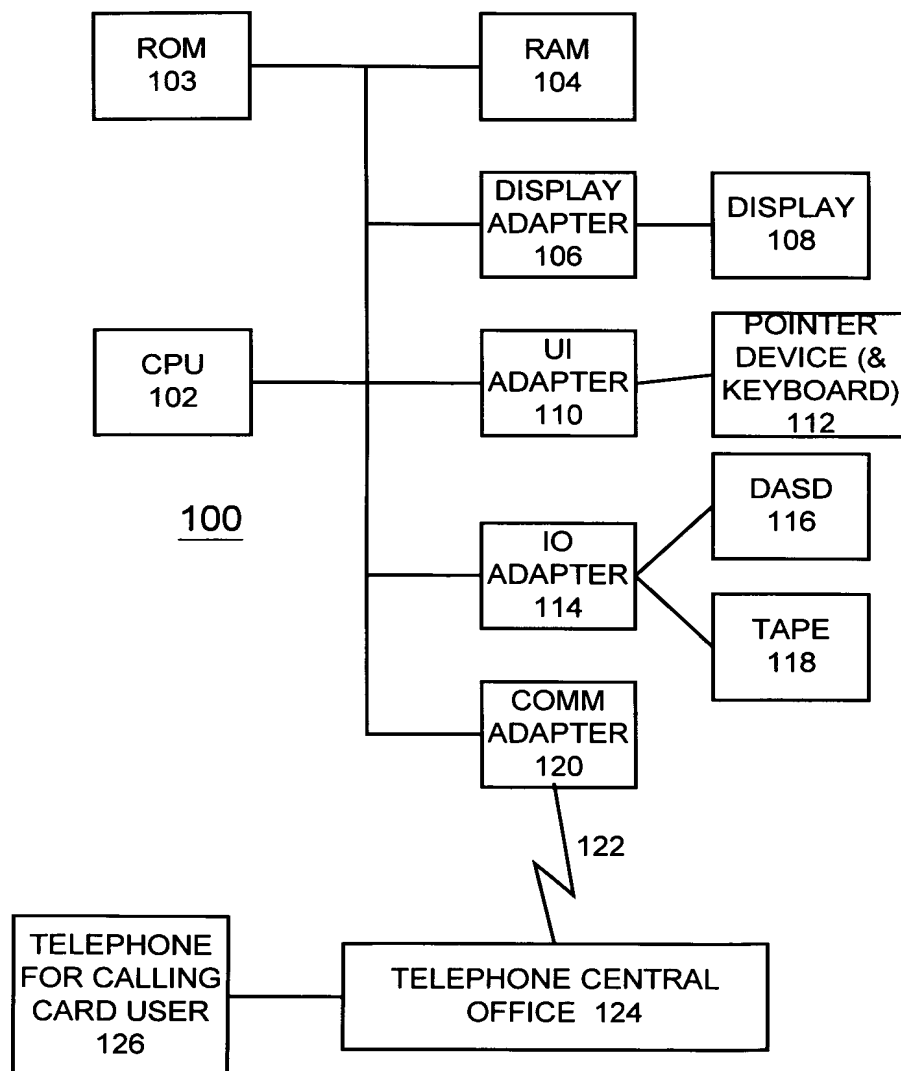 ROM
103
RAM
104
DISPLAY
ADAPTER
106
DISPLAY
108
CPU
102
UI
ADAPTER
110
POINTER
DEVICE (&
KEYBOARD)
112
100
IO
ADAPTER
114
DASD
116
TAPE
118
COMM
ADAPTER
120
122
TELEPHONE
FOR CALLING
CARD USER
126
TELEPHONE CENTRAL
OFFICE 124